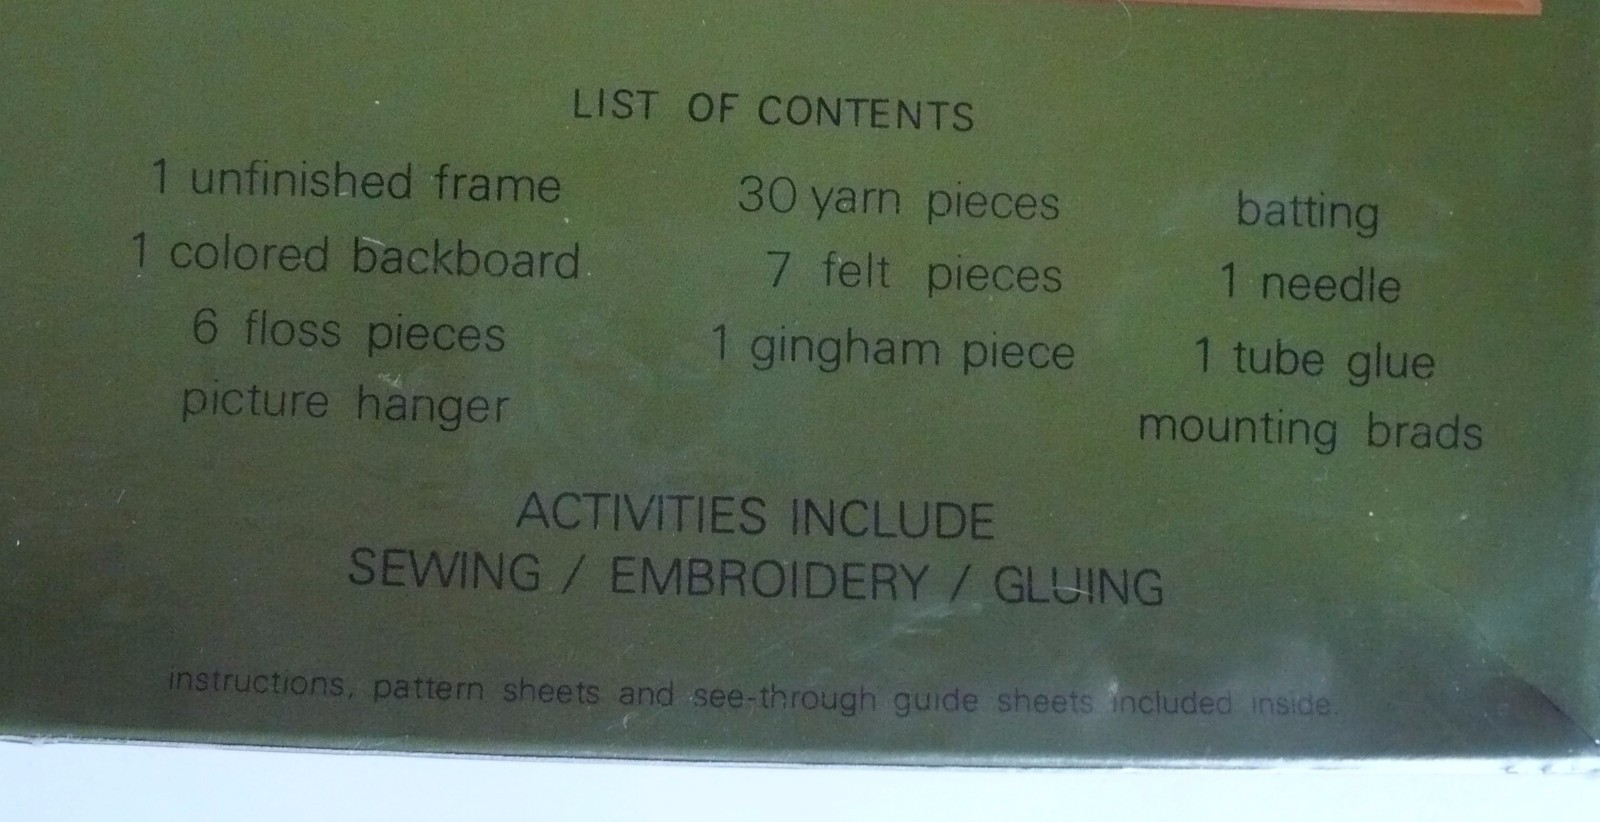 LIST OF CONTENTS
1 unfinished frame
1 colored backboard
6 floss pieces
picture hanger
30 yarn pieces
7 felt pieces
1 gingham piece
batting
1 needle
1 tube glue
mounting brads
ACTIVITIES INCLUDE
SEWING / EMBROIDERY / GLUING
instructions, pattern sheets and see-through guide sheets included inside.